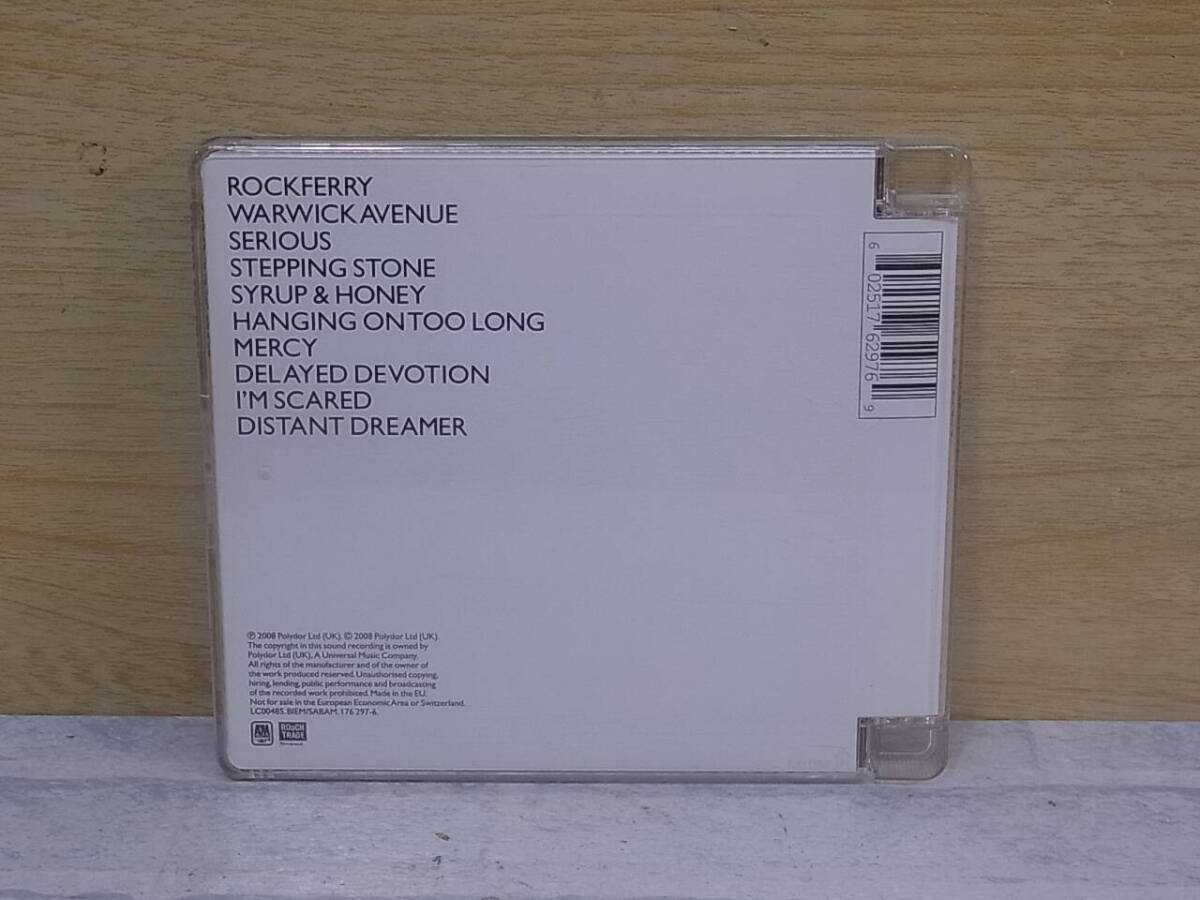 ROCKFERRY
WARWICK AVENUE
SERIOUS
STEPPING STONE
SYRUP & HONEY
HANGING ON TOO LONG
MERCY
DELAYED DEVOTION
I'M SCARED
DISTANT DREAMER
6 02517 62976 9
℗ 2008 Polydor Ltd (UK). © 2008 Polydor Ltd (UK).
The copyright in this sound recording is owned by
Polydor Ltd (UK), A Universal Music Company.
All rights of the manufacturer and of the owner of
the work produced reserved. Unauthorised copying,
hiring, lending, public performance and broadcasting
of the recorded work prohibited. Made in the EU.
Not for sale in the European Economic Area or Switzerland.
LC00485. BIEM/SABAM. 176 297-6.
A&M
ROUGH
TRADE